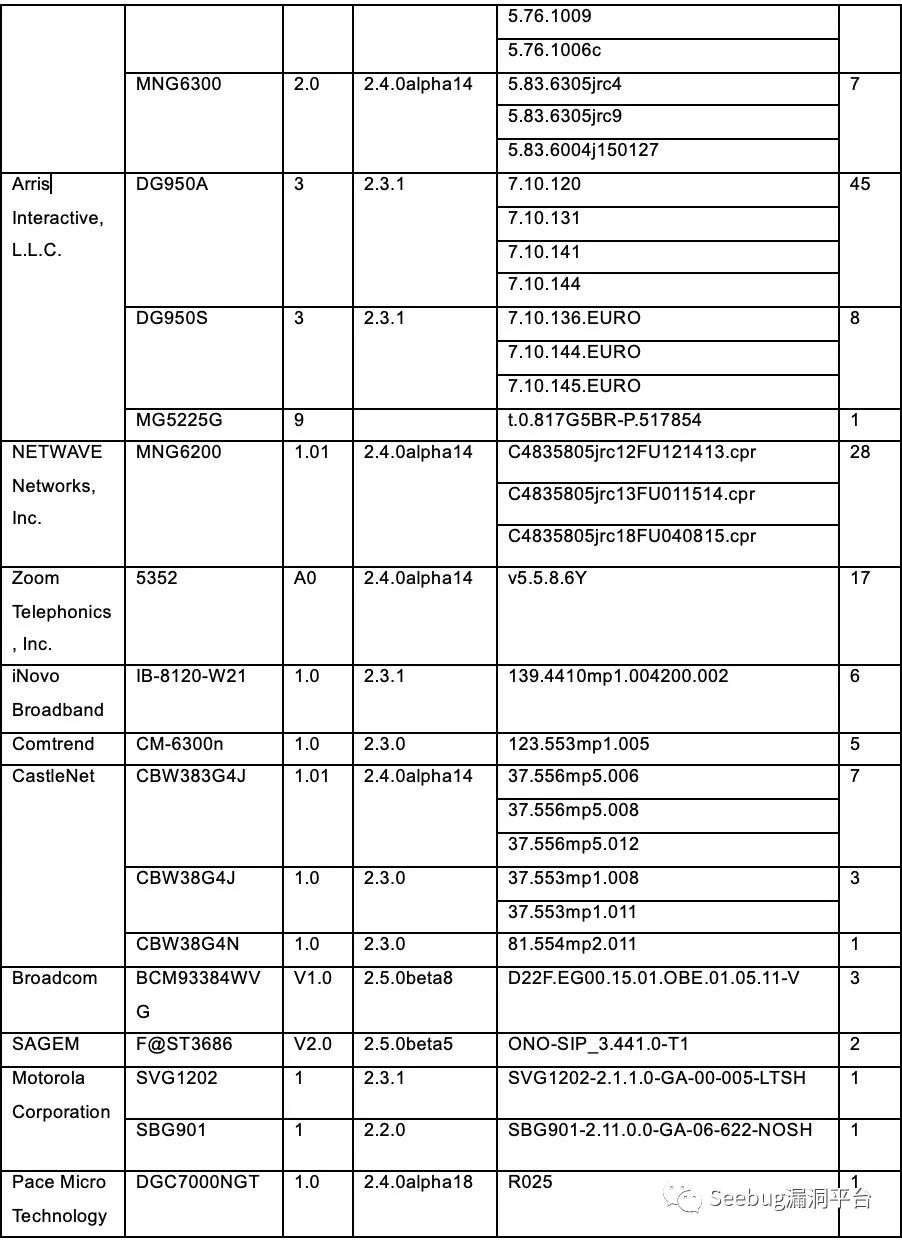 5.76.1009
5.76.1006c
MNG6300 2.0 2.4.0alpha14 5.83.6305jrc4 7
5.83.6305jrc9
5.83.6004j150127
Arris DG950A 3 2.3.1 7.10.120 45
Interactive, 7.10.131
L.L.C. 7.10.141
7.10.144
DG950S 3 2.3.1 7.10.136.EURO 8
7.10.144.EURO
7.10.145.EURO
MG5225G 9 t.0.817G5BR-P.517854 1
NETWAVE MNG6200 1.01 2.4.0alpha14 C4835805jrc12FU121413.cpr 28
Networks, C4835805jrc13FU011514.cpr
Inc. C4835805jrc18FU040815.cpr
Zoom 5352 A0 2.4.0alpha14 v5.5.8.6Y 17
Telephonics
, Inc.
iNovo IB-8120-W21 1.0 2.3.1 139.4410mp1.004200.002 6
Broadband
Comtrend CM-6300n 1.0 2.3.0 123.553mp1.005 5
CastleNet CBW383G4J 1.01 2.4.0alpha14 37.556mp5.006 7
37.556mp5.008
37.556mp5.012
CBW38G4J 1.0 2.3.0 37.553mp1.008 3
37.553mp1.011
CBW38G4N 1.0 2.3.0 81.554mp2.011 1
Broadcom BCM93384WV V1.0 2.5.0beta8 D22F.EG00.15.01.OBE.01.05.11-V 3
G
SAGEM F@ST3686 V2.0 2.5.0beta5 ONO-SIP_3.441.0-T1 2
Motorola SVG1202 1 2.3.1 SVG1202-2.1.1.0-GA-00-005-LTSH 1
Corporation
SBG901 1 2.2.0 SBG901-2.11.0.0-GA-06-622-NOSH 1
Pace Micro DGC7000NGT 1.0 2.4.0alpha18 R025 1
Technology
Seebug漏洞平台